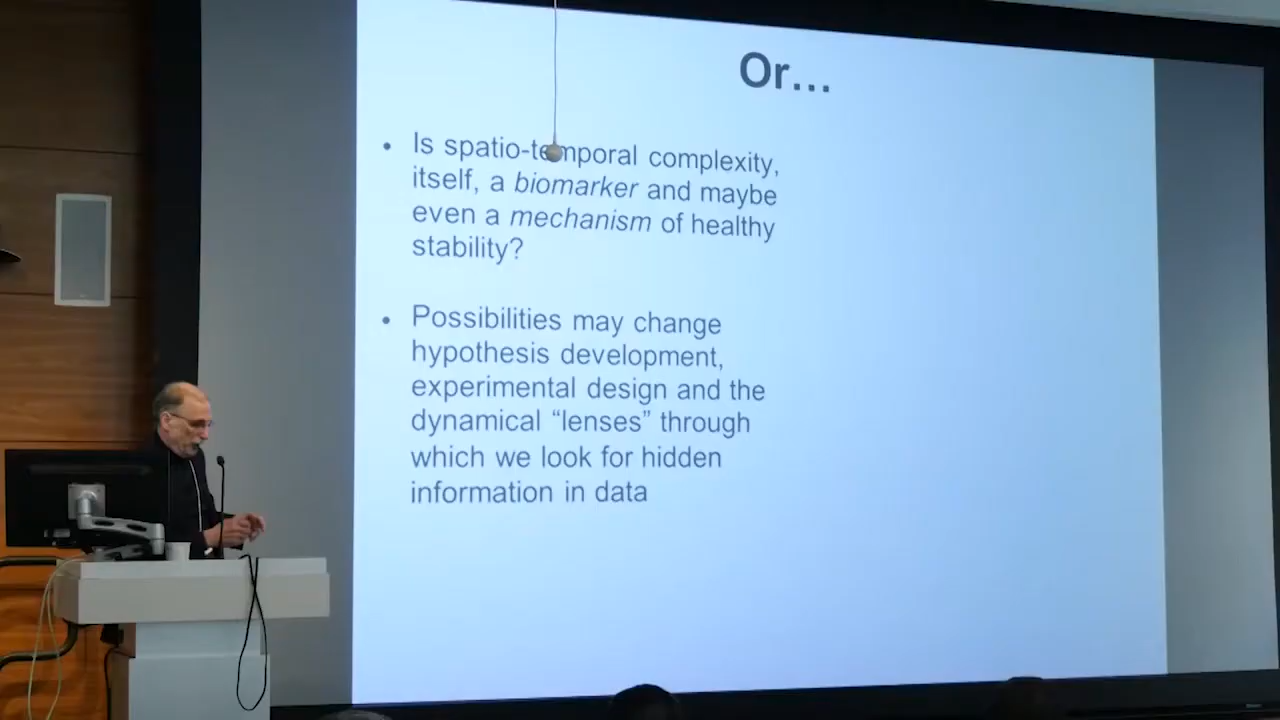 Or...
• Is spatio-temporal complexity,
itself, a biomarker and maybe
even a mechanism of healthy
stability?
• Possibilities may change
hypothesis development,
experimental design and the
dynamical “lenses” through
which we look for hidden
information in data